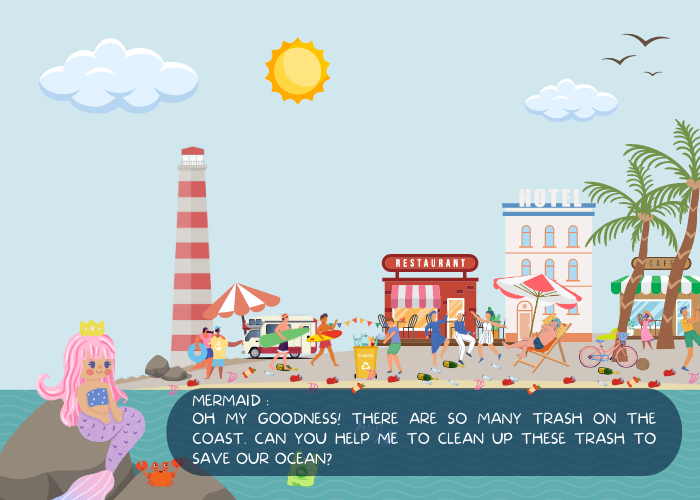 HOTEL
RESTAURANT
CAFE
MERMAID :
OH MY GOODNESS! THERE ARE SO MANY TRASH ON THE
COAST. CAN YOU HELP ME TO CLEAN UP THESE TRASH TO
SAVE OUR OCEAN?